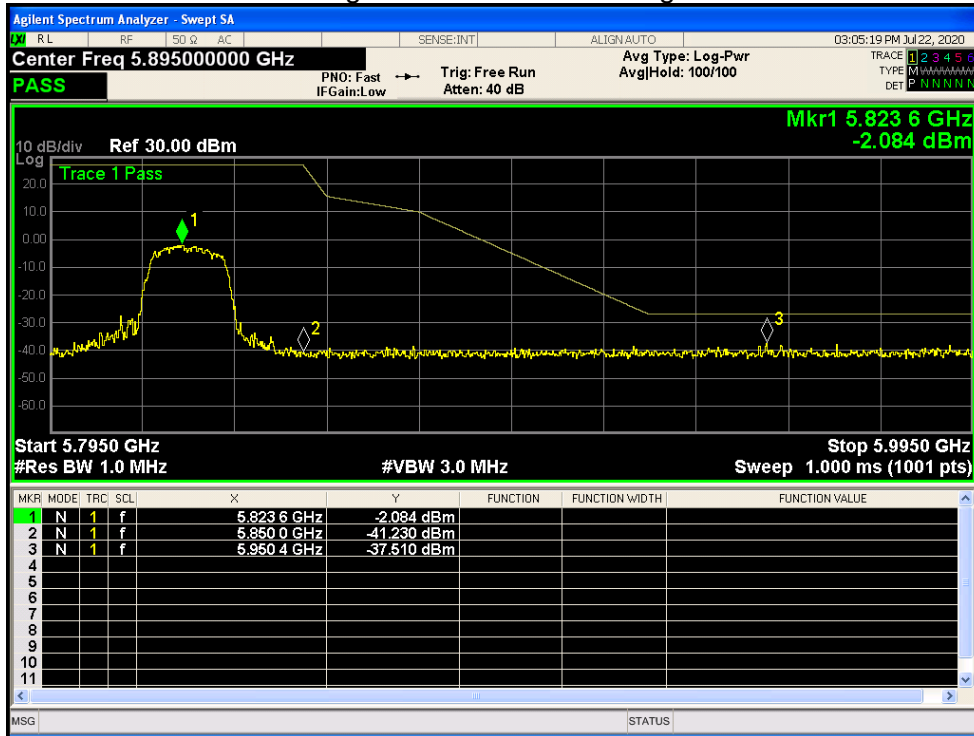 Agilent Spectrum Analyzer - Swept SA
LXI RL RF 50 Ω AC SENSE:INT ALIGN AUTO 03:05:19 PM Jul 22, 2020
Center Freq 5.895000000 GHz
PASS
PNO: Fast
IFGain:Low
Trig: Free Run
Atten: 40 dB
Avg Type: Log-Pwr
Avg|Hold: 100/100
TRACE 1 2 3 4 5 6
TYPE M
DET P N N N N N
Mkr1 5.823 6 GHz
-2.084 dBm
10 dB/div Ref 30.00 dBm
Log
Trace 1 Pass
20.0
10.0
0.00
-10.0
-20.0
-30.0
-40.0
-50.0
-60.0
1
2
3
Start 5.7950 GHz Stop 5.9950 GHz
#Res BW 1.0 MHz #VBW 3.0 MHz Sweep 1.000 ms (1001 pts)
MKR MODE TRC SCL X Y FUNCTION FUNCTION WIDTH FUNCTION VALUE
1 N 1 f 5.823 6 GHz -2.084 dBm
2 N 1 f 5.850 0 GHz -41.230 dBm
3 N 1 f 5.950 4 GHz -37.510 dBm
4
5
6
7
8
9
10
11
MSG STATUS